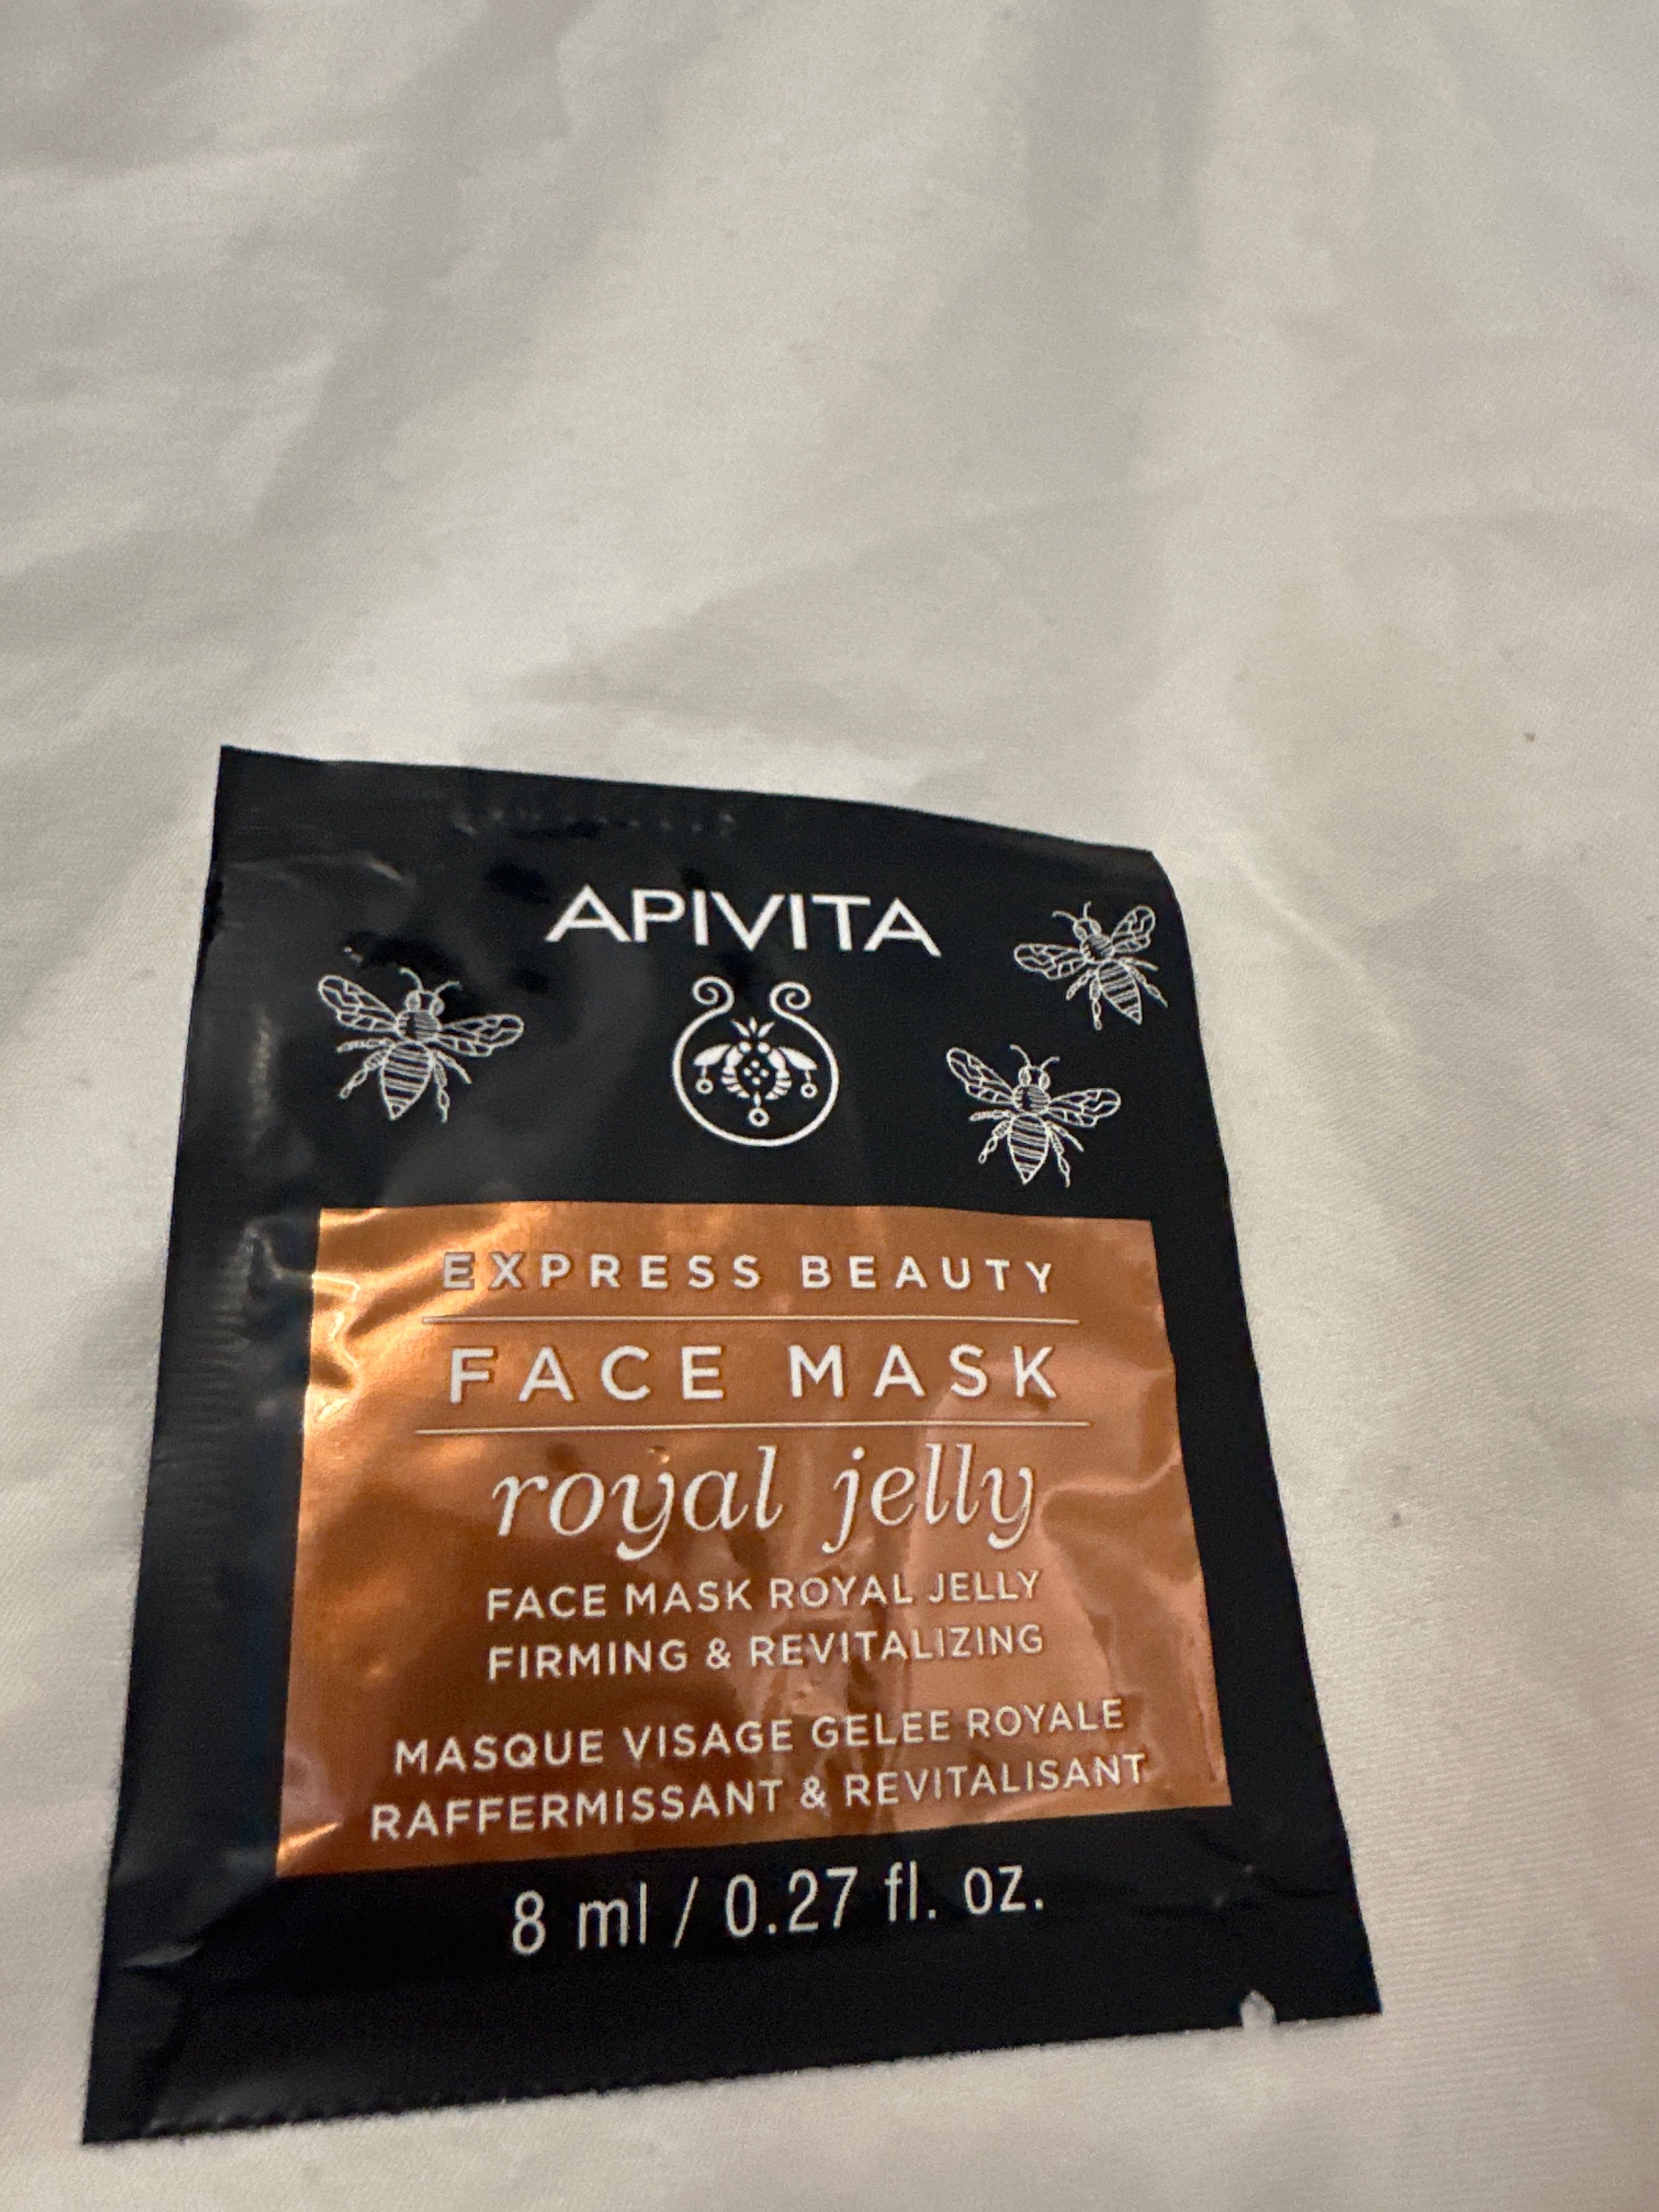 APIVITA
EXPRESS BEAUTY
FACE MASK
royal jelly
FACE MASK ROYAL JELLY
FIRMING & REVITALIZING
MASQUE VISAGE GELEE ROYALE
RAFFERMISSANT & REVITALISANT
8 ml / 0.27 fl. oz.